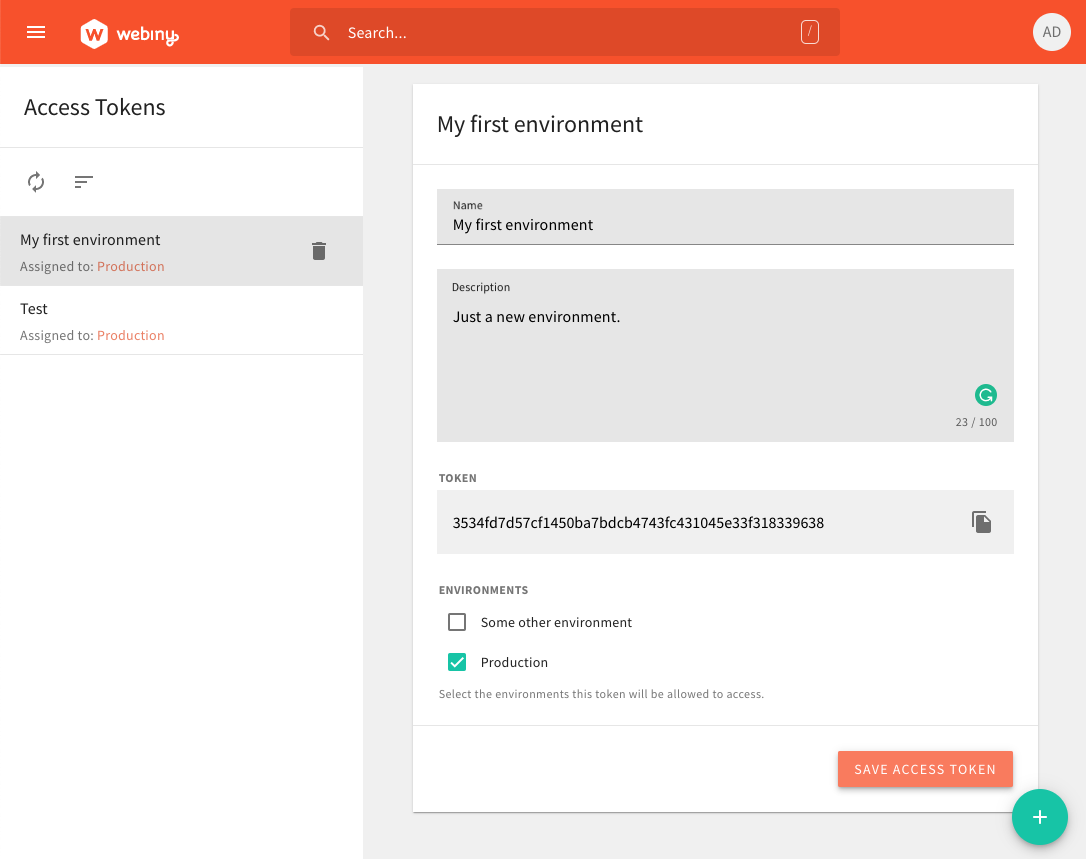 webiny
Search...
/
AD
Access Tokens
My first environment
Assigned to: Production
Test
Assigned to: Production
My first environment
Name
My first environment
Description
Just a new environment.
23 / 100
TOKEN
3534fd7d57cf1450ba7bdcb4743fc431045e33f318339638
ENVIRONMENTS
Some other environment
Production
Select the environments this token will be allowed to access.
SAVE ACCESS TOKEN